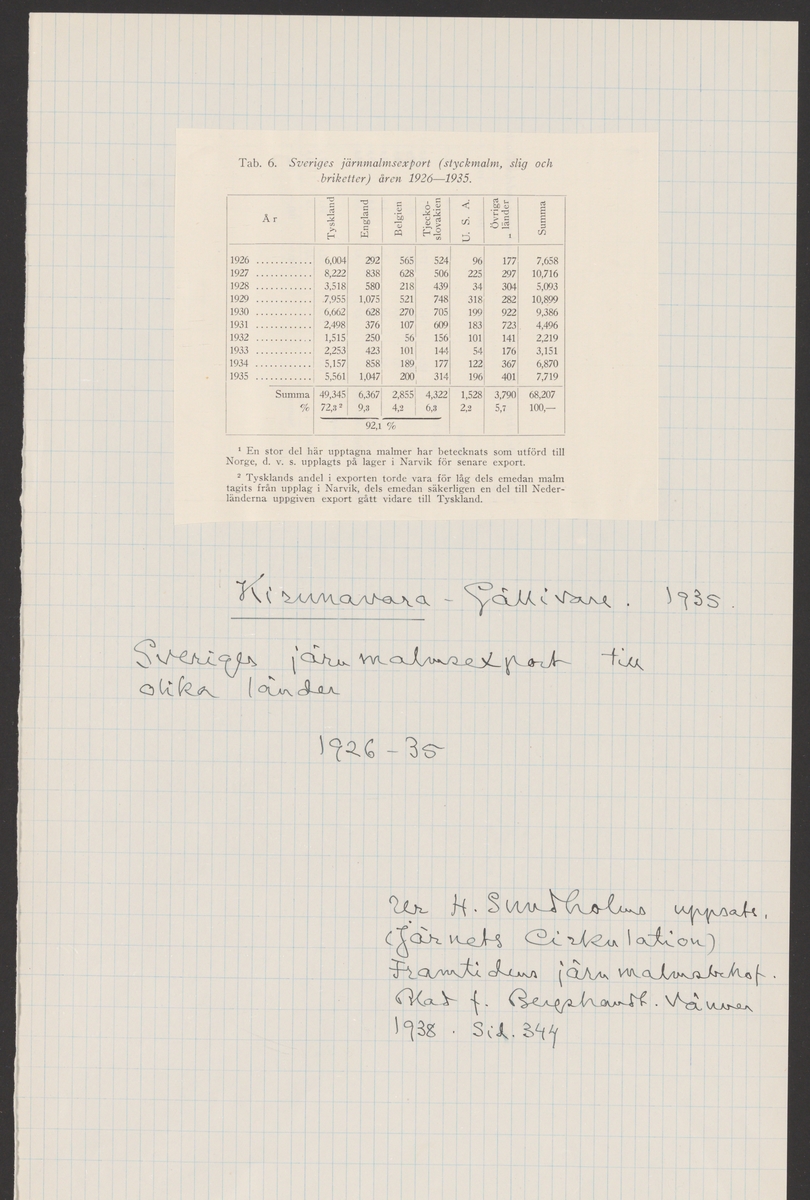 Tab. 6. Sveriges järnmalmsexport (styckmalm, slig och
briketter) åren 1926—1935.
År Tyskland England Belgien Tjecko-slovakien U. S. A. Övriga länder Summa
1926 ............ 6,004 292 565 524 96 177 7,658
1927 ............ 8,222 838 628 506 225 297 10,716
1928 ............ 3,518 580 218 439 34 304 5,093
1929 ............ 7,955 1,075 521 748 318 282 10,899
1930 ............ 6,662 628 270 705 199 922 9,386
1931 ............ 2,498 376 107 609 183 723 4,496
1932 ............ 1,515 250 56 156 101 141 2,219
1933 ............ 2,253 423 101 144 54 176 3,151
1934 ............ 5,157 858 189 177 122 367 6,870
1935 ............ 5,561 1,047 200 314 196 401 7,719
Summa 49,345 6,367 2,855 4,322 1,528 3,790 68,207
% 72,3 ² 9,3 4,2 6,3 2,2 5,7 100,—
92,1 %
¹ En stor del här upptagna malmer har betecknats som utförd till
Norge, d. v. s. upplagts på lager i Narvik för senare export.
² Tysklands andel i exporten torde vara för låg dels emedan malm
tagits från upplag i Narvik, dels emedan säkerligen en del till Neder-
länderna uppgiven export gått vidare till Tyskland.
Kirunavara - Gällivare. 1935.
Sveriges järnmalmsexport till
olika länder
1926 - 35
Ur H. Sundholms uppsats.
(Järnets Cirkulation)
Framtidens järnmalmsbehof.
Blad f. Bergshandt. Vänner
1938. Sid. 344